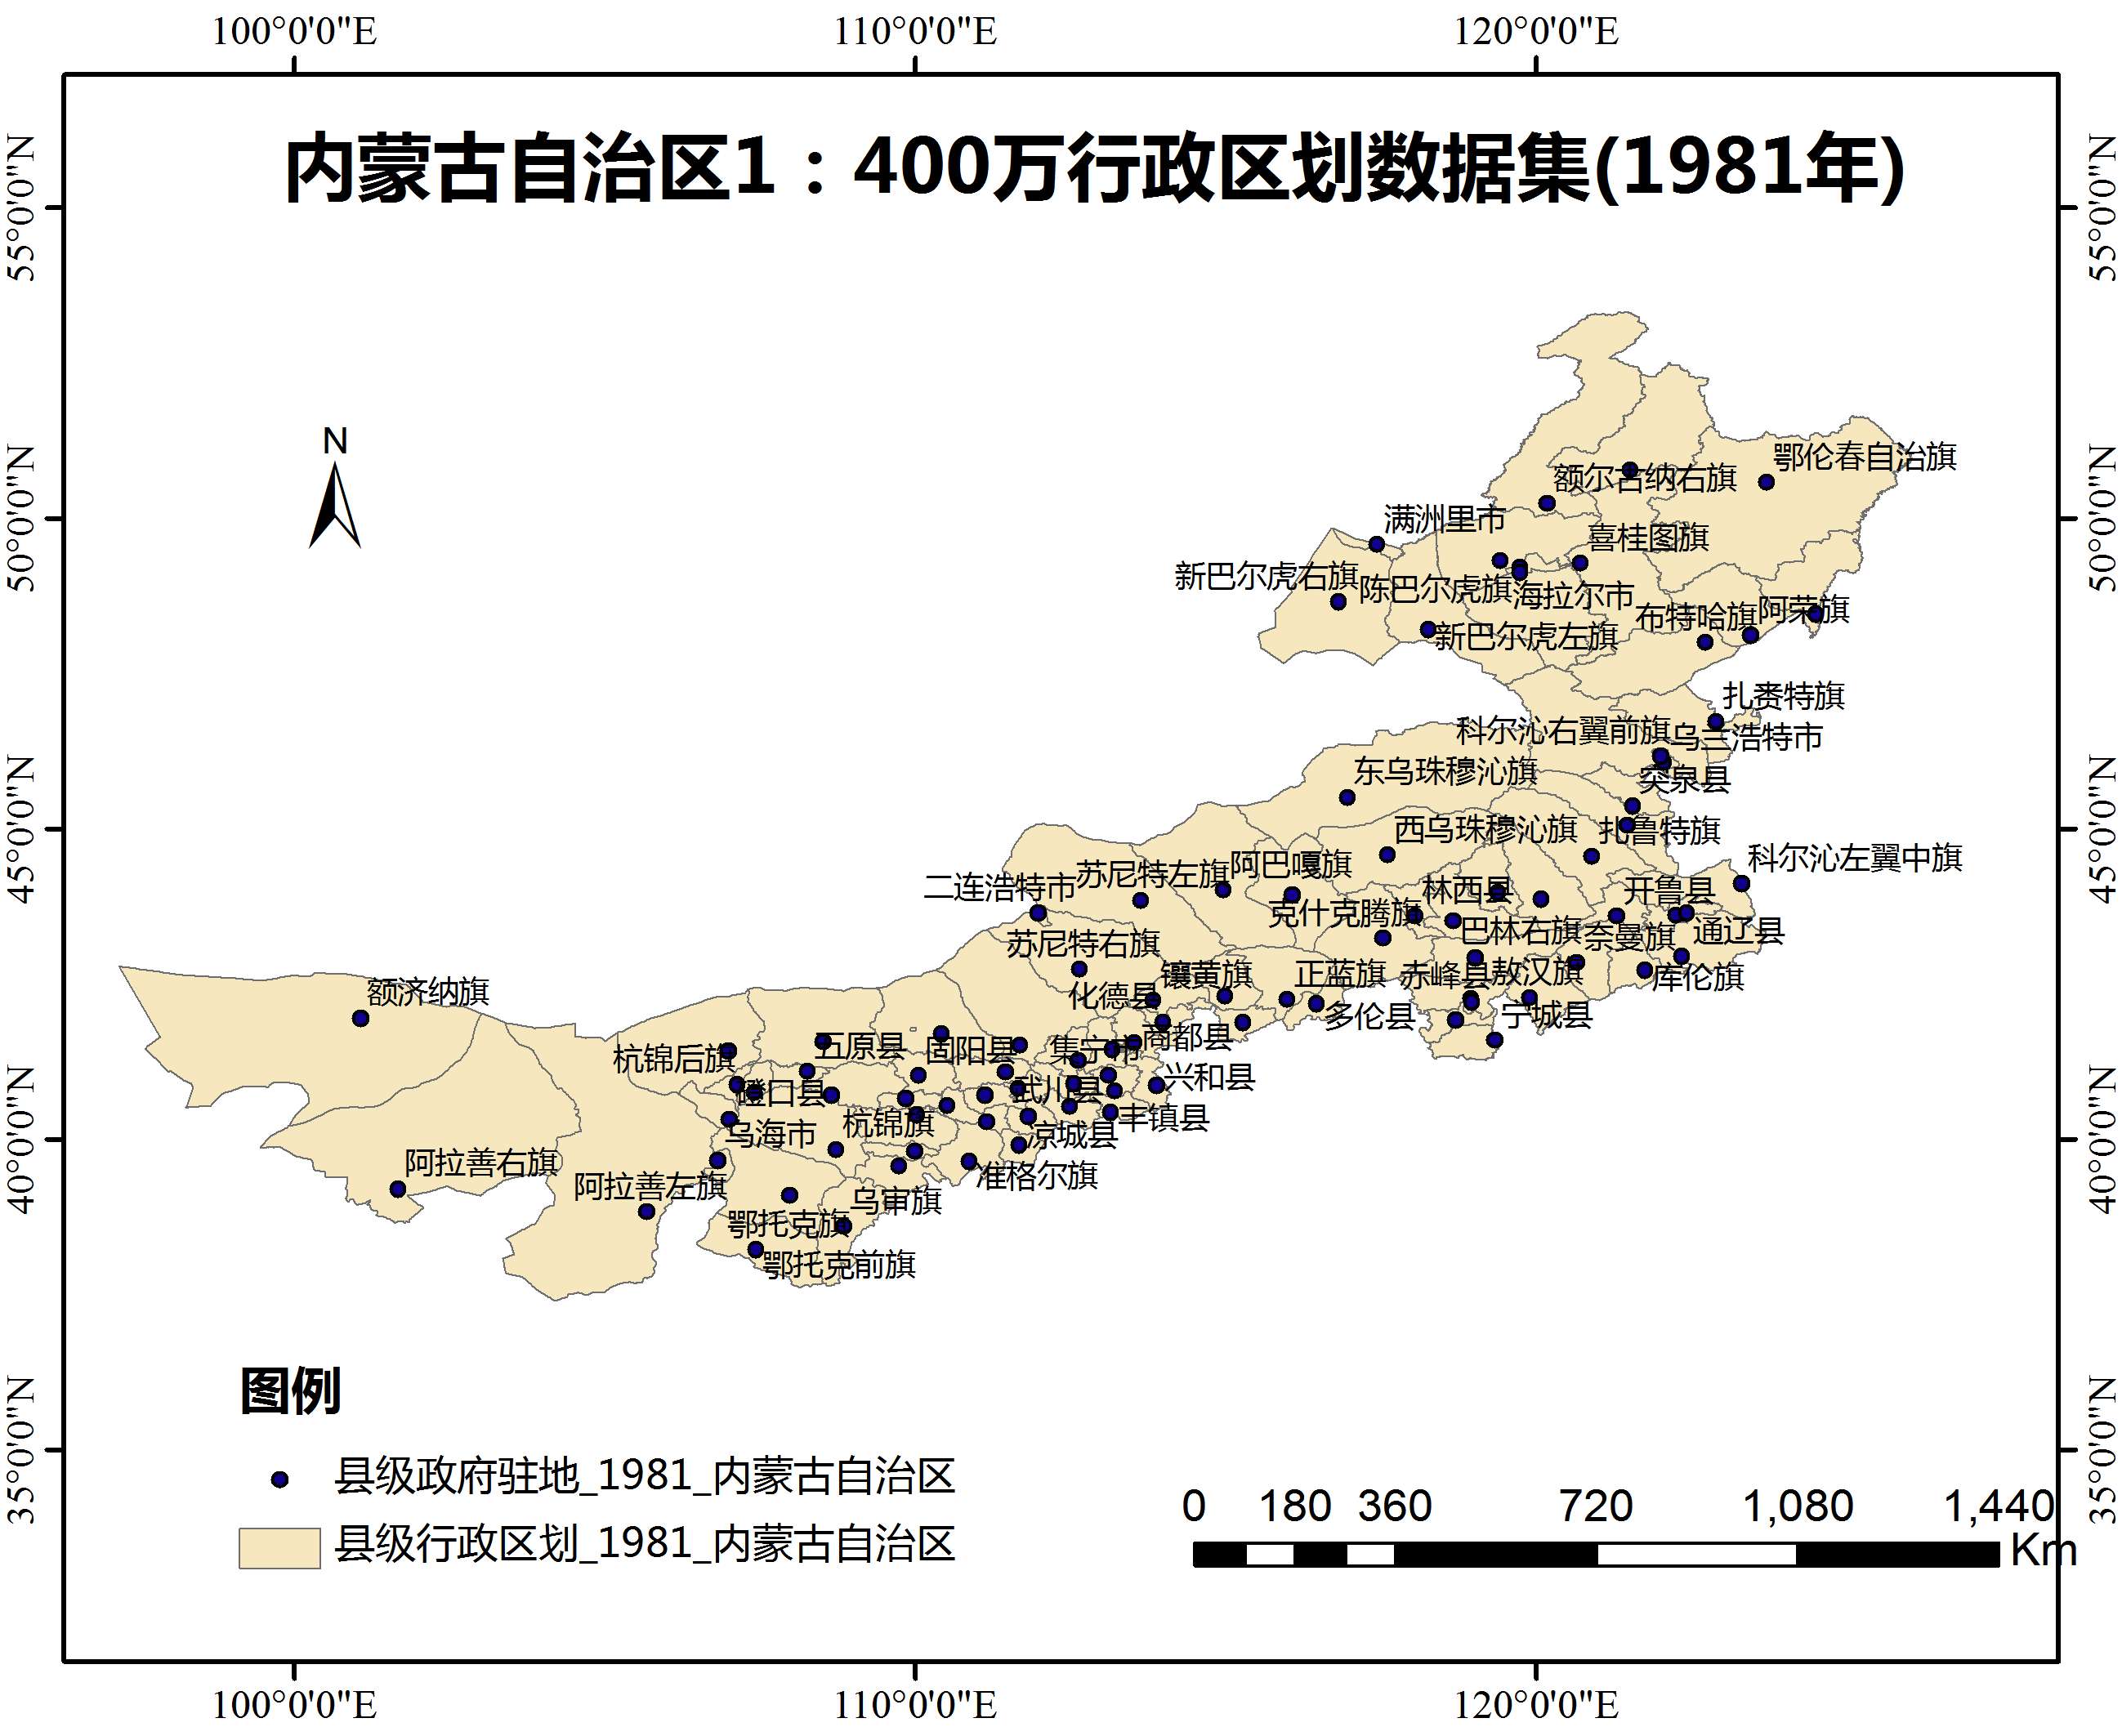 100°0'0"E
110°0'0"E
120°0'0"E
内蒙古自治区1：400万行政区划数据集(1981年)
55°0'0"N
55°0'0"N
50°0'0"N
50°0'0"N
45°0'0"N
45°0'0"N
40°0'0"N
40°0'0"N
35°0'0"N
35°0'0"N
N
鄂伦春自治旗
额尔古纳右旗
满洲里市
喜桂图旗
新巴尔虎右旗
陈巴尔虎旗
海拉尔市
布特哈旗
阿荣旗
新巴尔虎左旗
扎赉特旗
科尔沁右翼前旗
乌兰浩特市
东乌珠穆沁旗
突泉县
西乌珠穆沁旗
扎鲁特旗
科尔沁左翼中旗
阿巴嘎旗
苏尼特左旗
二连浩特市
林西县
开鲁县
克什克腾旗
巴林右旗
奈曼旗
通辽县
苏尼特右旗
镶黄旗
正蓝旗
赤峰县
敖汉旗
库伦旗
化德县
多伦县
宁城县
额济纳旗
五原县
固阳县
集宁市
商都县
杭锦后旗
磴口县
武川县
兴和县
乌海市
杭锦旗
凉城县
丰镇县
阿拉善右旗
阿拉善左旗
准格尔旗
乌审旗
鄂托克旗
鄂托克前旗
图例
县级政府驻地_1981_内蒙古自治区
县级行政区划_1981_内蒙古自治区
0 180 360 720 1,080 1,440
Km
100°0'0"E
110°0'0"E
120°0'0"E